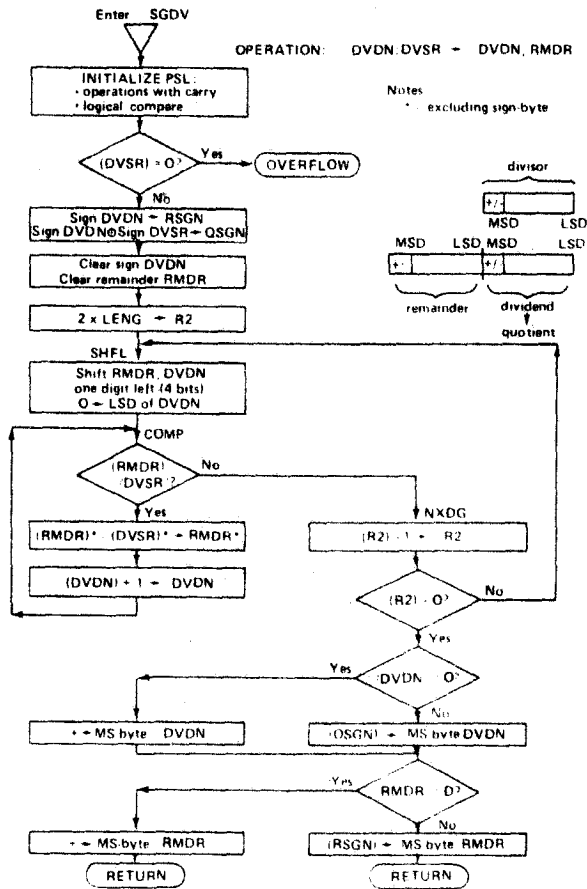 Enter SGDV
OPERATION: DVDN:DVSR → DVDN, RMDR
INITIALIZE PSL:
• operations with carry
• logical compare
Notes
* excluding sign-byte
(DVSR) = 0?
Yes
OVERFLOW
No
divisor
+/-
MSD LSD
Sign DVDN → RSGN
Sign DVDN⊕Sign DVSR → QSGN
MSD LSD MSD LSD
+/- +/-
Clear sign DVDN
Clear remainder RMDR
remainder dividend
quotient
2 x LENG → R2
SHFL
Shift RMDR, DVDN
one digit left (4 bits)
0 → LSD of DVDN
COMP
(RMDR)
DVSR ?
No
Yes
NXDG
(RMDR)* - (DVSR)* → RMDR*
(R2) - 1 → R2
(DVDN) + 1 → DVDN
(R2) = 0?
No
Yes
DVDN 0?
Yes
No
+ → MS byte DVDN
(QSGN) → MS byte DVDN
RMDR 0?
Yes
No
+ → MS-byte RMDR
(RSGN) → MS byte RMDR
RETURN
RETURN